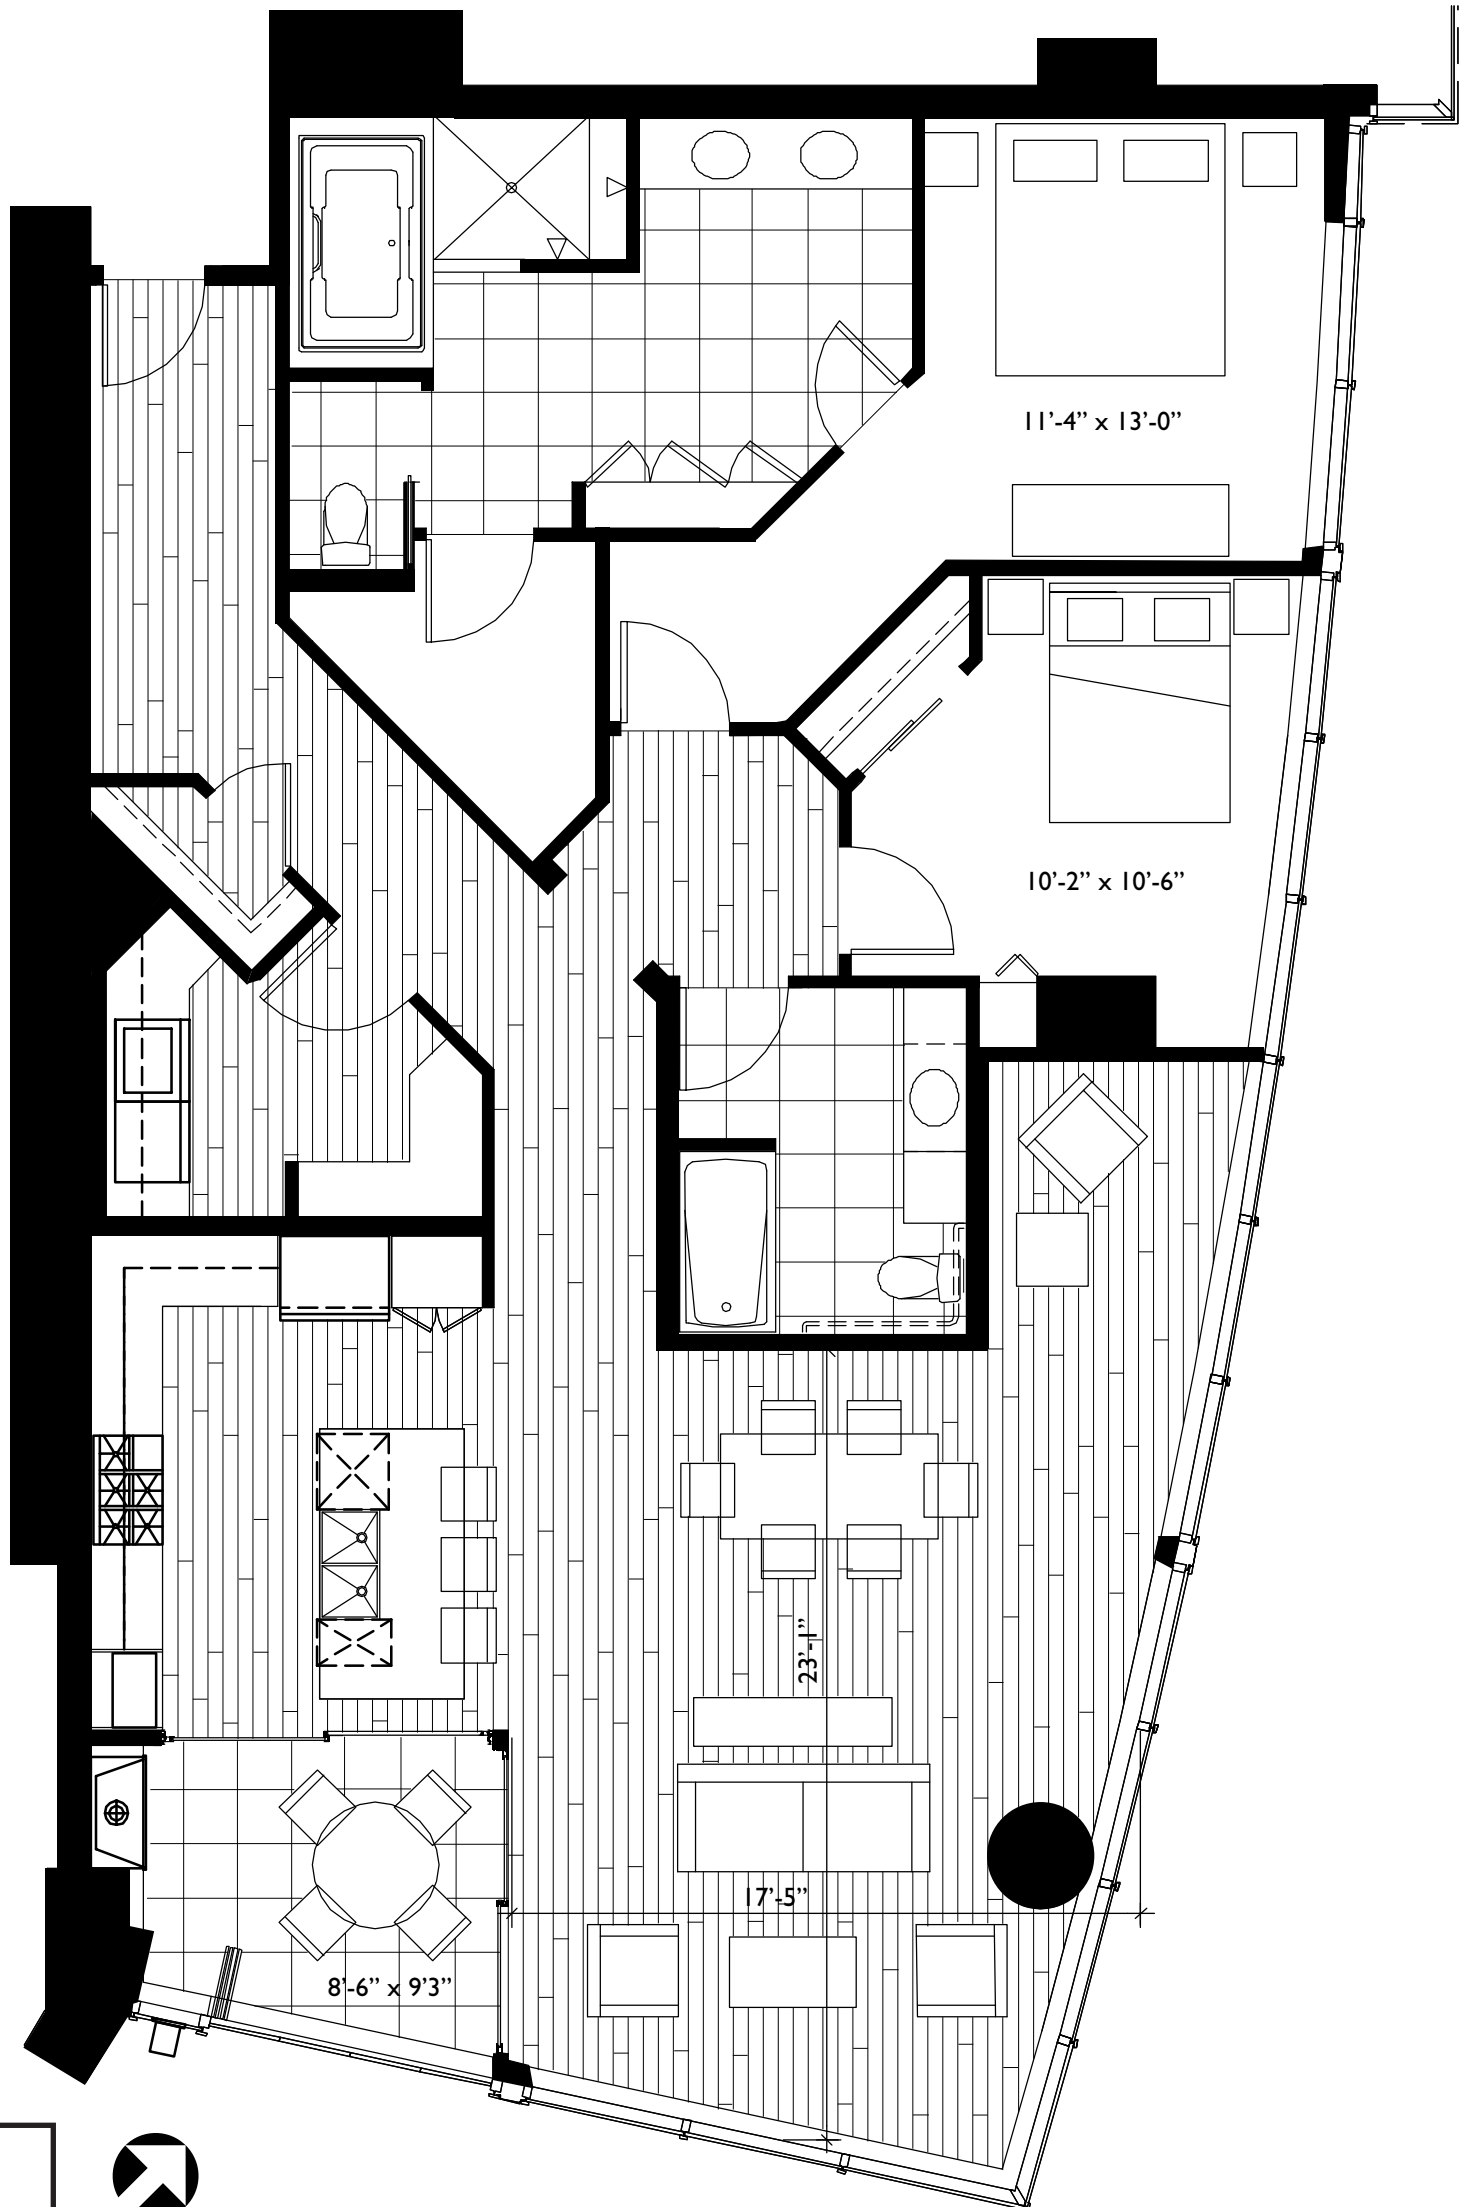 11’-4” x 13’-0”
10’-2” x 10’-6”
23’-1”
17’-5”
8’-6” x 9’3”